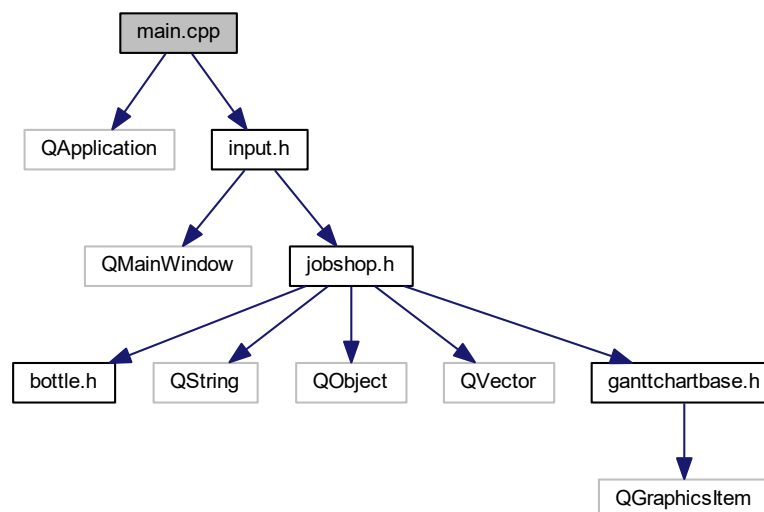 main.cpp
QApplication
input.h
QMainWindow
jobshop.h
bottle.h
QString
QObject
QVector
ganttchartbase.h
QGraphicsItem